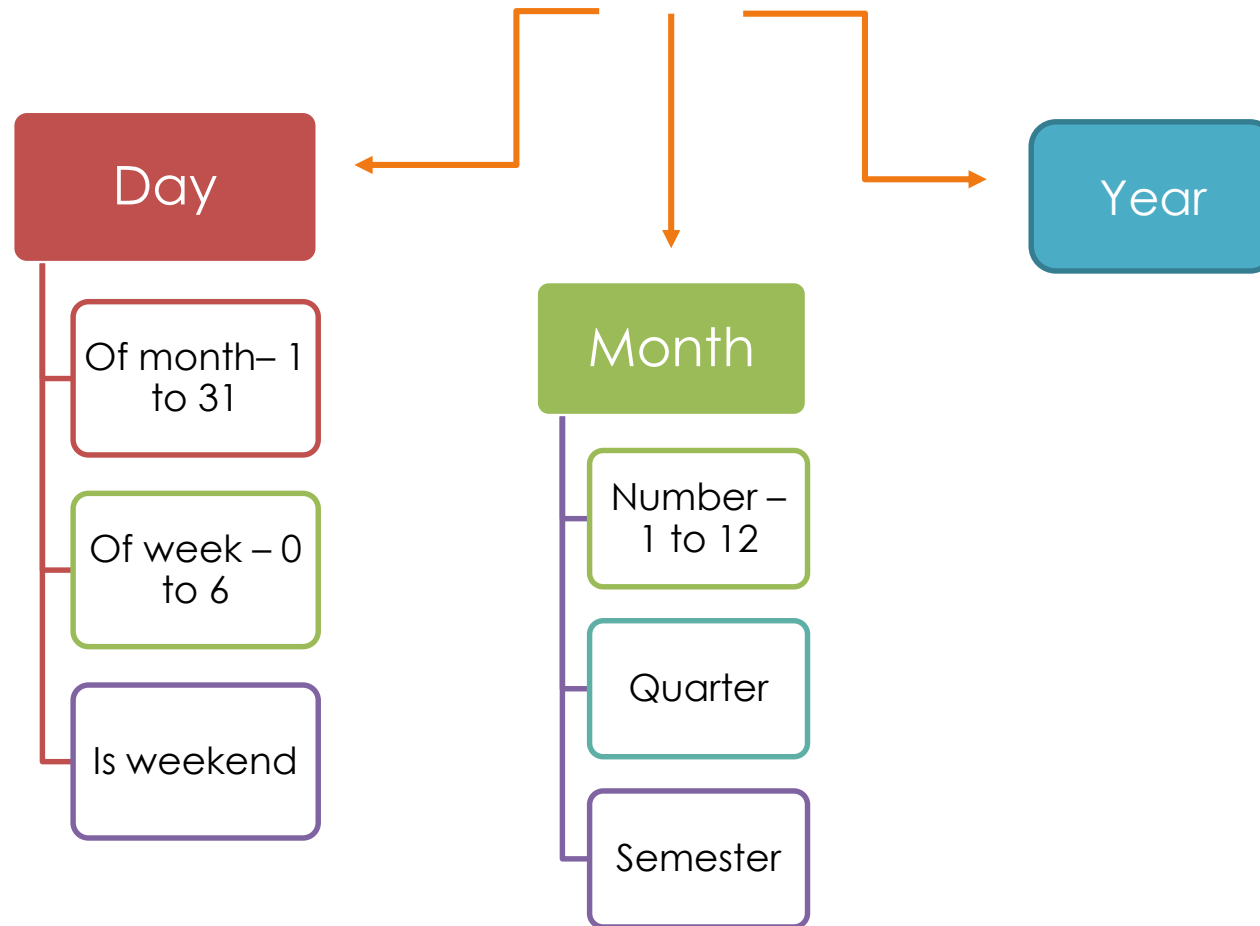 Day
Of month– 1
to 31
Of week – 0
to 6
Is weekend
Month
Number –
1 to 12
Quarter
Semester
Year